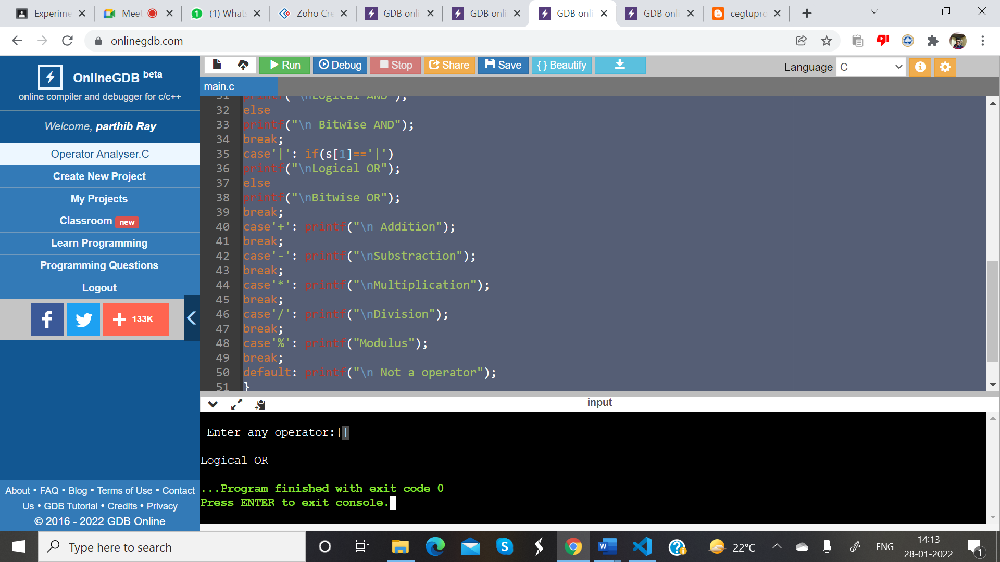 Experime
Meet
(1) Whats
Zoho Cre
GDB onli
GDB onli
GDB onli
GDB onli
cegtupro
onlinegdb.com
OnlineGDB beta
online compiler and debugger for c/c++
Welcome, parthib Ray
Operator Analyser.C
Create New Project
My Projects
Classroom new
Learn Programming
Programming Questions
Logout
133K
About • FAQ • Blog • Terms of Use • Contact
Us • GDB Tutorial • Credits • Privacy
© 2016 - 2022 GDB Online
Run
Debug
Stop
Share
Save
{ } Beautify
Language C
main.c
31 printf("\nLogical AND");
32 else
33 printf("\n Bitwise AND");
34 break;
35 case'|': if(s[1]=='|')
36 printf("\nLogical OR");
37 else
38 printf("\nBitwise OR");
39 break;
40 case'+': printf("\n Addition");
41 break;
42 case'-': printf("\nSubstraction");
43 break;
44 case'*': printf("\nMultiplication");
45 break;
46 case'/': printf("\nDivision");
47 break;
48 case'%': printf("Modulus");
49 break;
50 default: printf("\n Not a operator");
51 }
input
Enter any operator:||
Logical OR
...Program finished with exit code 0
Press ENTER to exit console.
Type here to search
22°C
ENG
14:13
28-01-2022
1